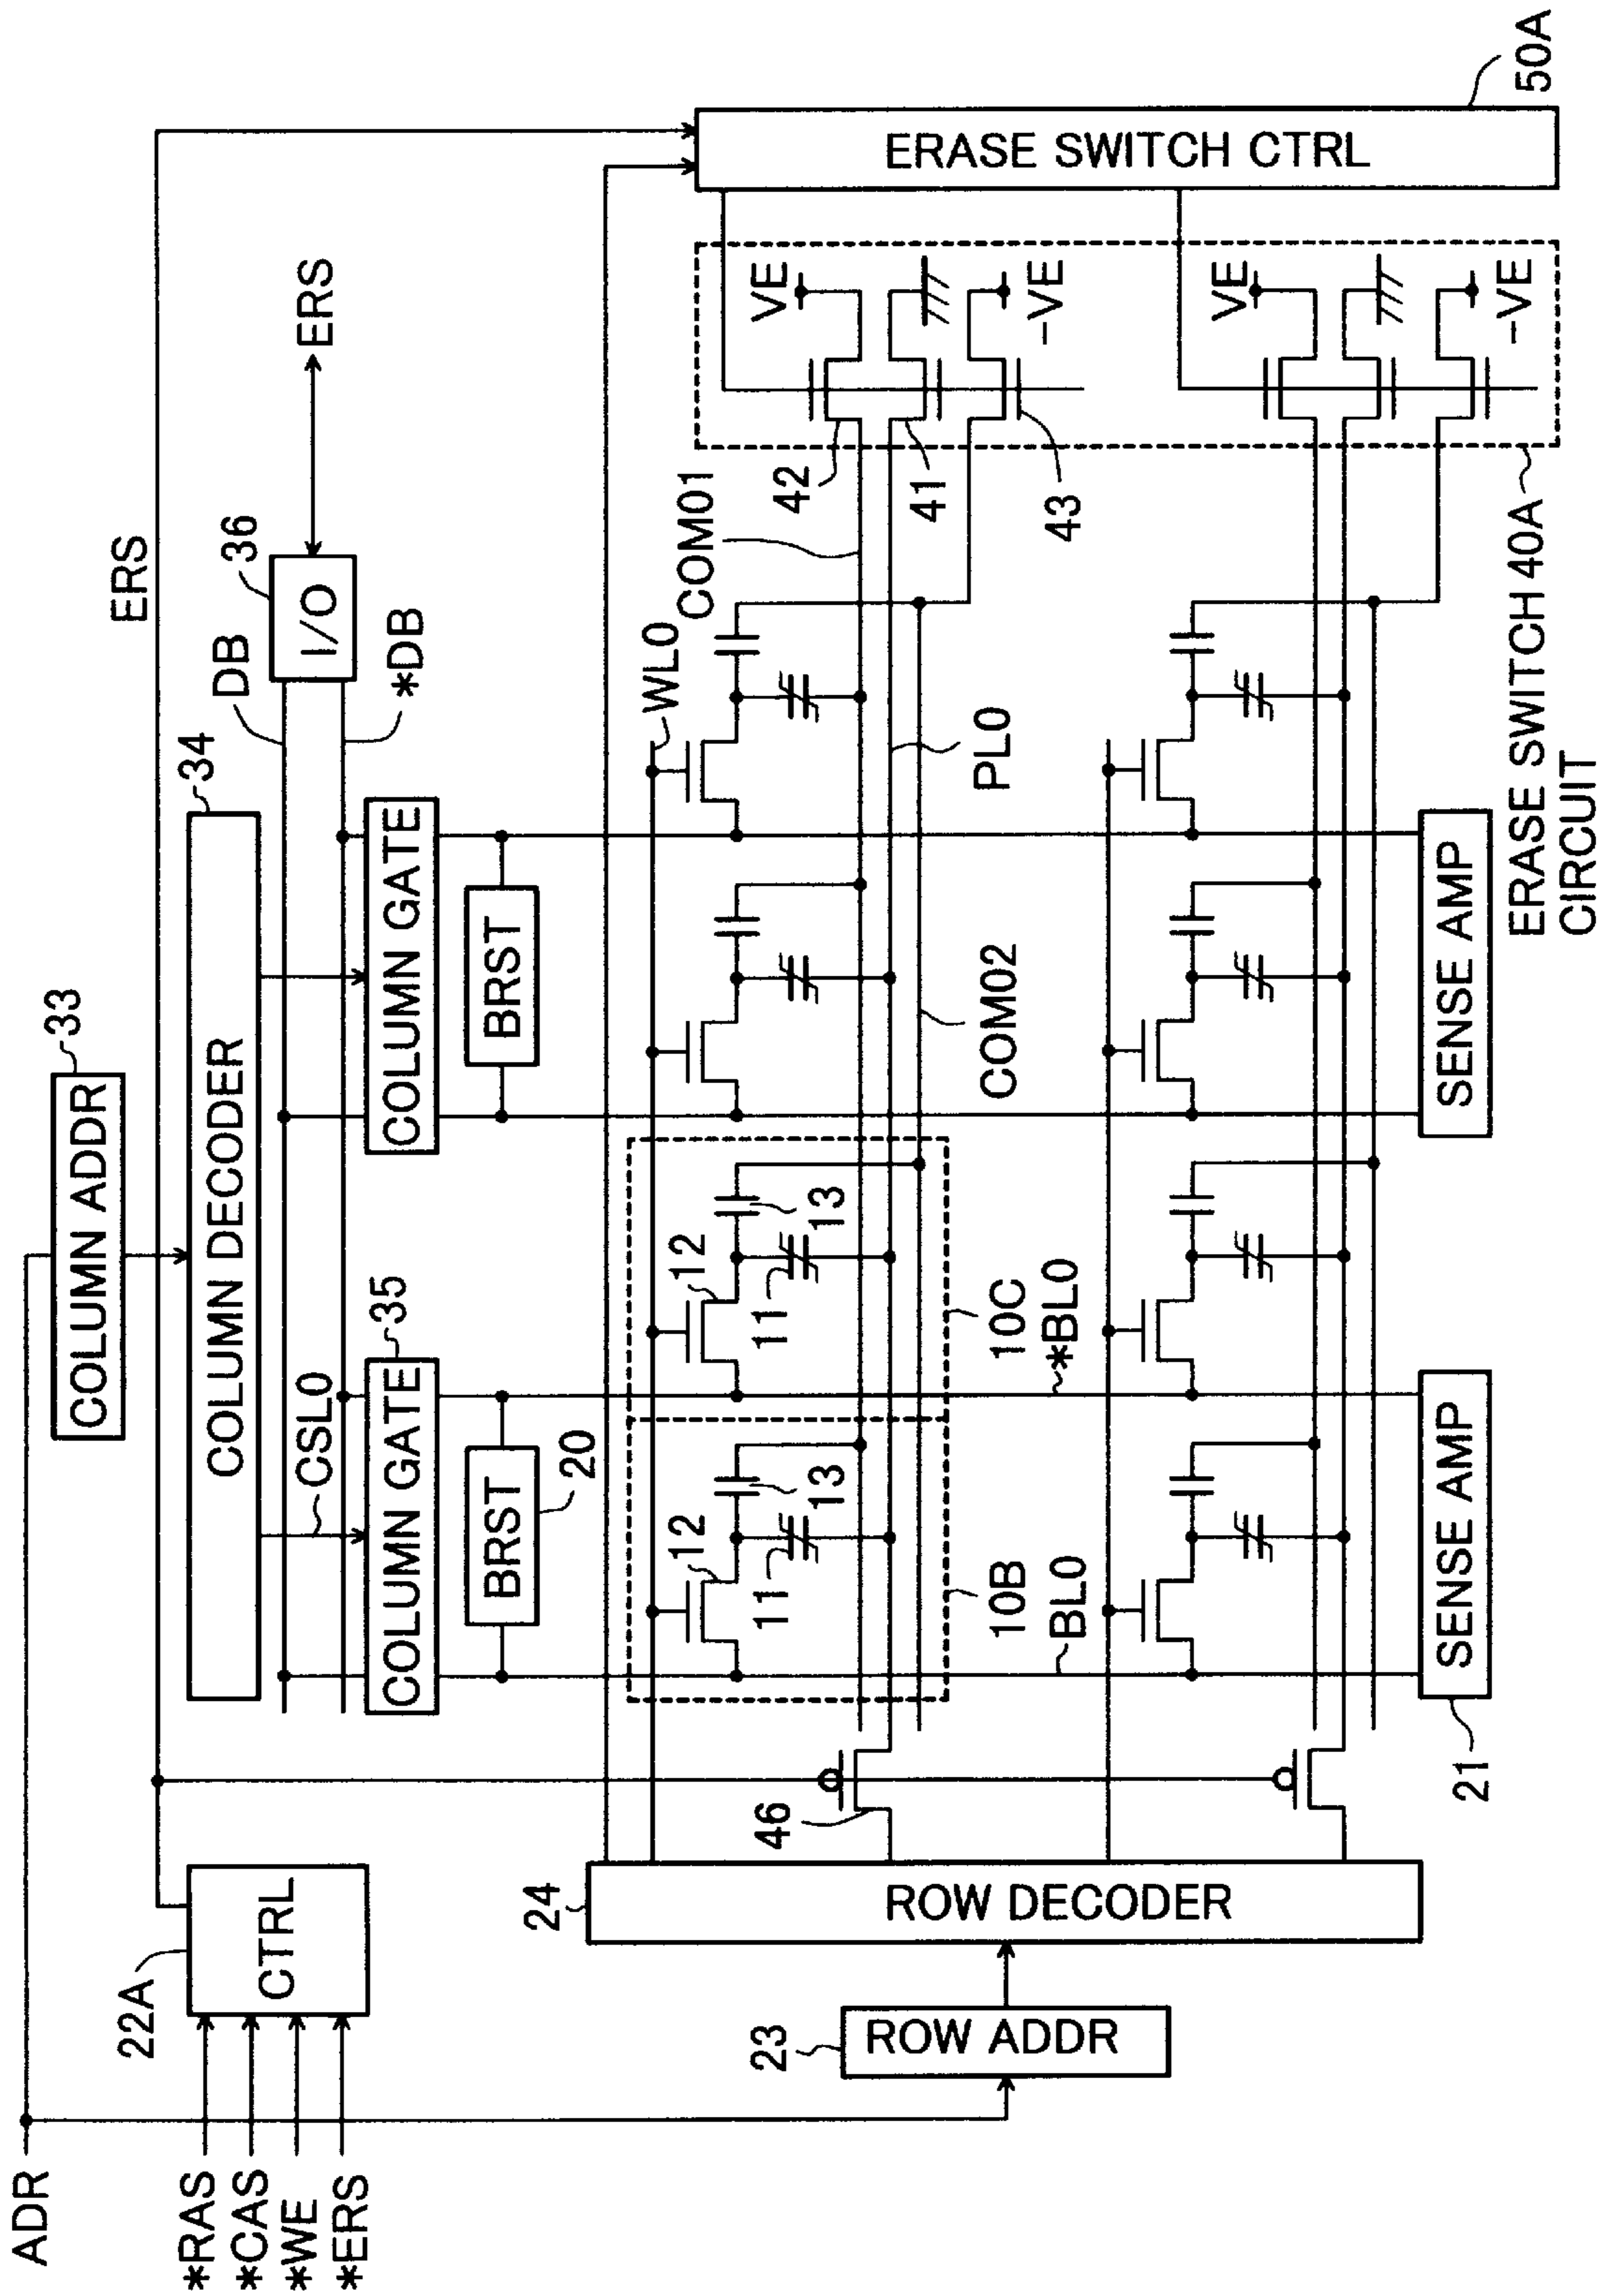 ADR
*RAS
*CAS
*WE
*ERS
22A
CTRL
ERS
33
COLUMN ADDR
34
COLUMN DECODER
DB
*DB
36
I/O
ERS
CSL0
35
COLUMN GATE
COLUMN GATE
BRST
20
BRST
23
ROW ADDR
24
ROW DECODER
46
WL0
12
11
13
12
11
13
10B
BL0
10C
*BL0
COM02
PL0
COM01
42
41
43
VE
-VE
VE
-VE
ERASE SWITCH CTRL
50A
ERASE SWITCH 40A
CIRCUIT
21
SENSE AMP
SENSE AMP